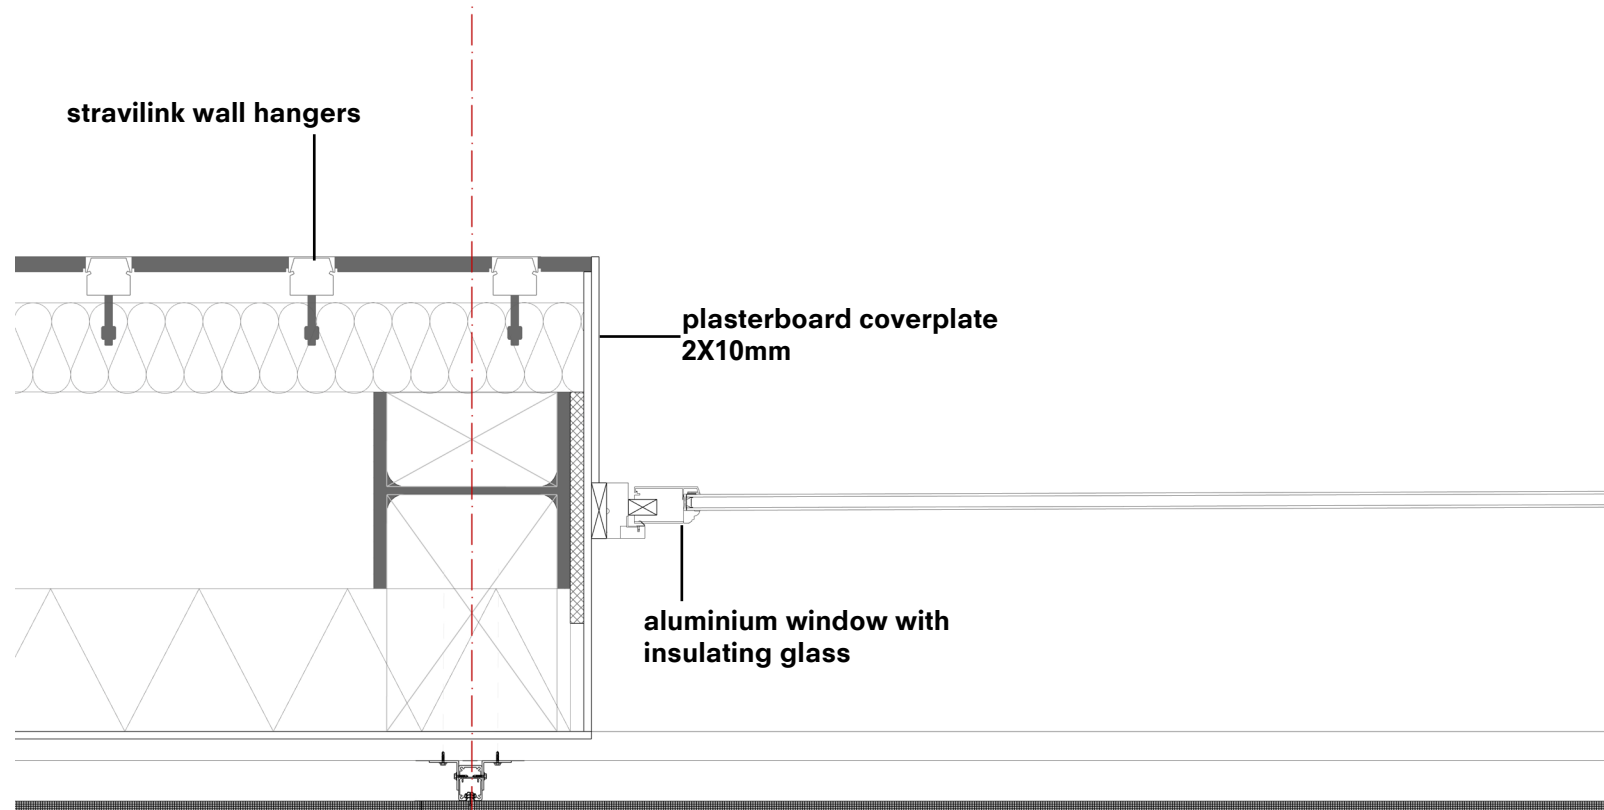 stravilink wall hangers
plasterboard coverplate
2X10mm
aluminium window with
insulating glass